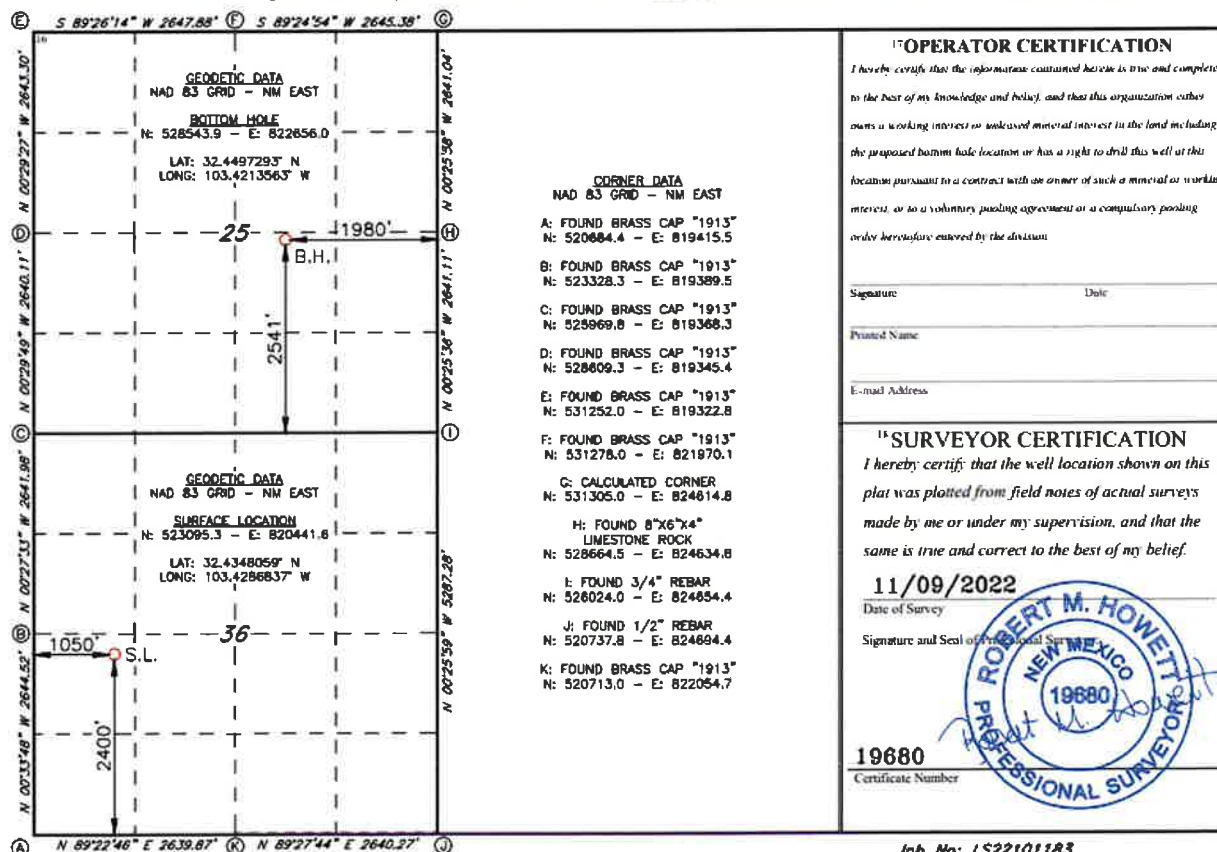 Ⓔ S 89°26'14" W 2647.88' Ⓕ S 89°24'54" W 2645.38' Ⓖ
16
N 00°29'27" W 2643.30'
GEODETIC DATA
NAD 83 GRID - NM EAST
BOTTOM HOLE
N: 528543.9 - E: 822656.0
LAT: 32.4497293° N
LONG: 103.4213563° W
N 00°25'58" W 2641.04'
Ⓓ
25
1980'
Ⓗ
B.H.
2541'
N 00°29'49" W 2640.11'
N 00°25'36" W 2641.11'
Ⓒ
Ⓘ
GEODETIC DATA
NAD 83 GRID - NM EAST
SURFACE LOCATION
N: 523095.3 - E: 820441.6
LAT: 32.4348059° N
LONG: 103.4286837° W
N 00°27'33" W 2641.98'
N 00°25'59" W 5287.28'
Ⓑ
36
1050'
S.L.
2400'
N 00°33'48" W 2644.52'
Ⓐ N 89°22'46" E 2639.87' Ⓚ N 89°27'44" E 2640.27' Ⓙ
CORNER DATA
NAD 83 GRID - NM EAST
A: FOUND BRASS CAP "1913"
N: 520684.4 - E: 819415.5
B: FOUND BRASS CAP "1913"
N: 523328.3 - E: 819389.5
C: FOUND BRASS CAP "1913"
N: 525969.8 - E: 819368.3
D: FOUND BRASS CAP "1913"
N: 528609.3 - E: 819345.4
E: FOUND BRASS CAP "1913"
N: 531252.0 - E: 819322.8
F: FOUND BRASS CAP "1913"
N: 531278.0 - E: 821970.1
G: CALCULATED CORNER
N: 531305.0 - E: 824614.8
H: FOUND 8"X6"X4"
LIMESTONE ROCK
N: 528664.5 - E: 824634.8
I: FOUND 3/4" REBAR
N: 526024.0 - E: 824654.4
J: FOUND 1/2" REBAR
N: 520737.8 - E: 824694.4
K: FOUND BRASS CAP "1913"
N: 520713.0 - E: 822054.7
17 OPERATOR CERTIFICATION
I hereby certify that the information contained herein is true and complete
to the best of my knowledge and belief, and that this organization either
owns a working interest or unleased mineral interest in the land including
the proposed bottom hole location or has a right to drill this well at this
location pursuant to a contract with an owner of such a mineral or workin
interest, or to a voluntary pooling agreement or a compulsory pooling
order heretofore entered by the division
Signature Date
Printed Name
E-mail Address
18 SURVEYOR CERTIFICATION
I hereby certify that the well location shown on this
plat was plotted from field notes of actual surveys
made by me or under my supervision, and that the
same is true and correct to the best of my belief.
11/09/2022
Date of Survey
Signature and Seal of Professional Surveyor
ROBERT M. HOWETT
NEW MEXICO
19680
PROFESSIONAL SURVEYOR
Robert M. Howett
19680
Certificate Number
Job No: LS22101183